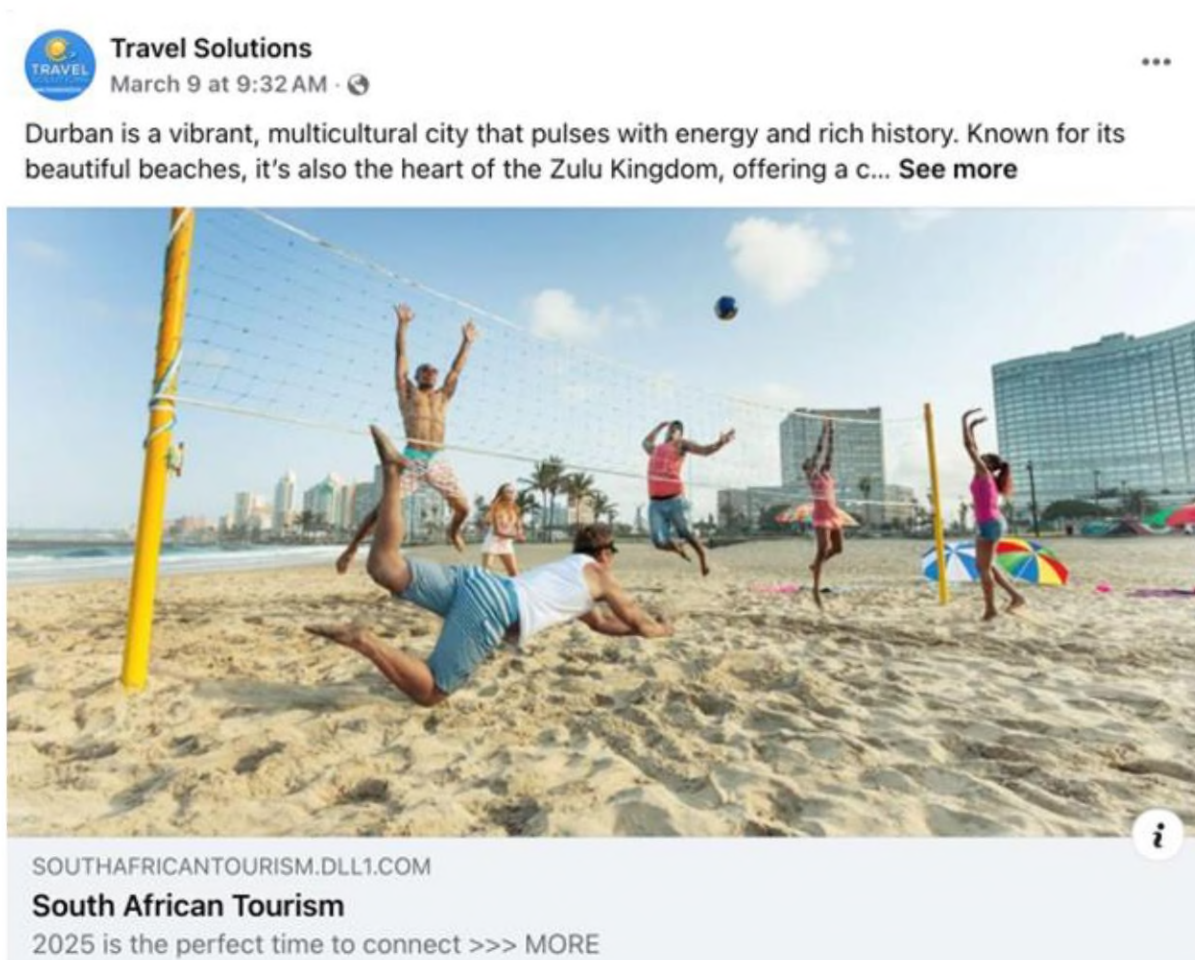 Travel Solutions
March 9 at 9:32 AM ·
TRAVEL
Durban is a vibrant, multicultural city that pulses with energy and rich history. Known for its
beautiful beaches, it's also the heart of the Zulu Kingdom, offering a c... See more
i
SOUTHAFRICANTOURISM.DLL1.COM
South African Tourism
2025 is the perfect time to connect >>> MORE